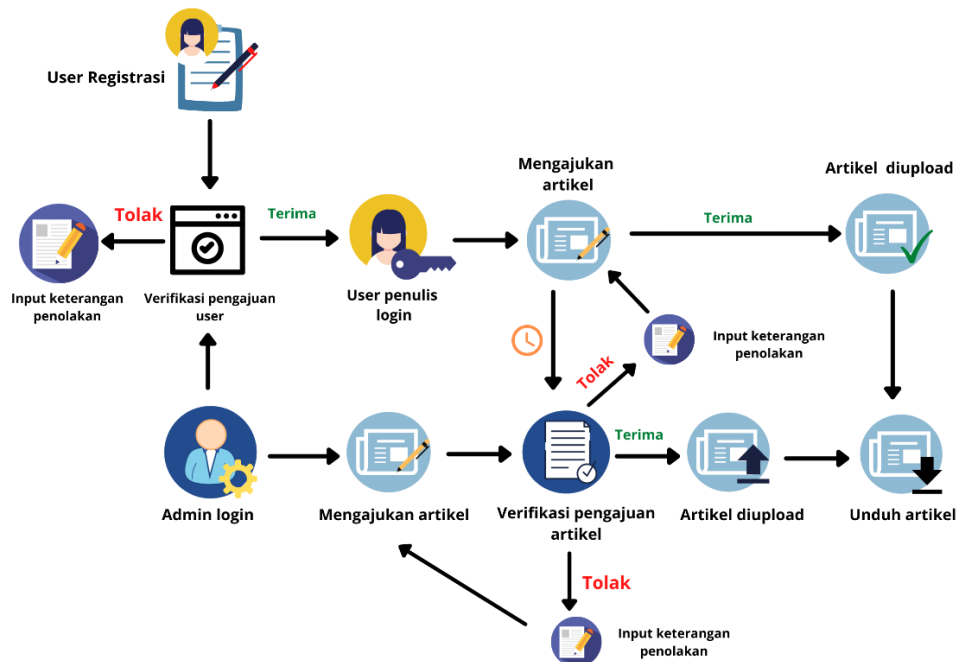 User Registrasi
Mengajukan
artikel
Artikel diupload
Tolak
Terima
Terima
Input keterangan
penolakan
Verifikasi pengajuan
user
User penulis
login
Input keterangan
penolakan
Tolak
Terima
Admin login
Mengajukan artikel
Verifikasi pengajuan
artikel
Artikel diupload
Unduh artikel
Tolak
Input keterangan
penolakan